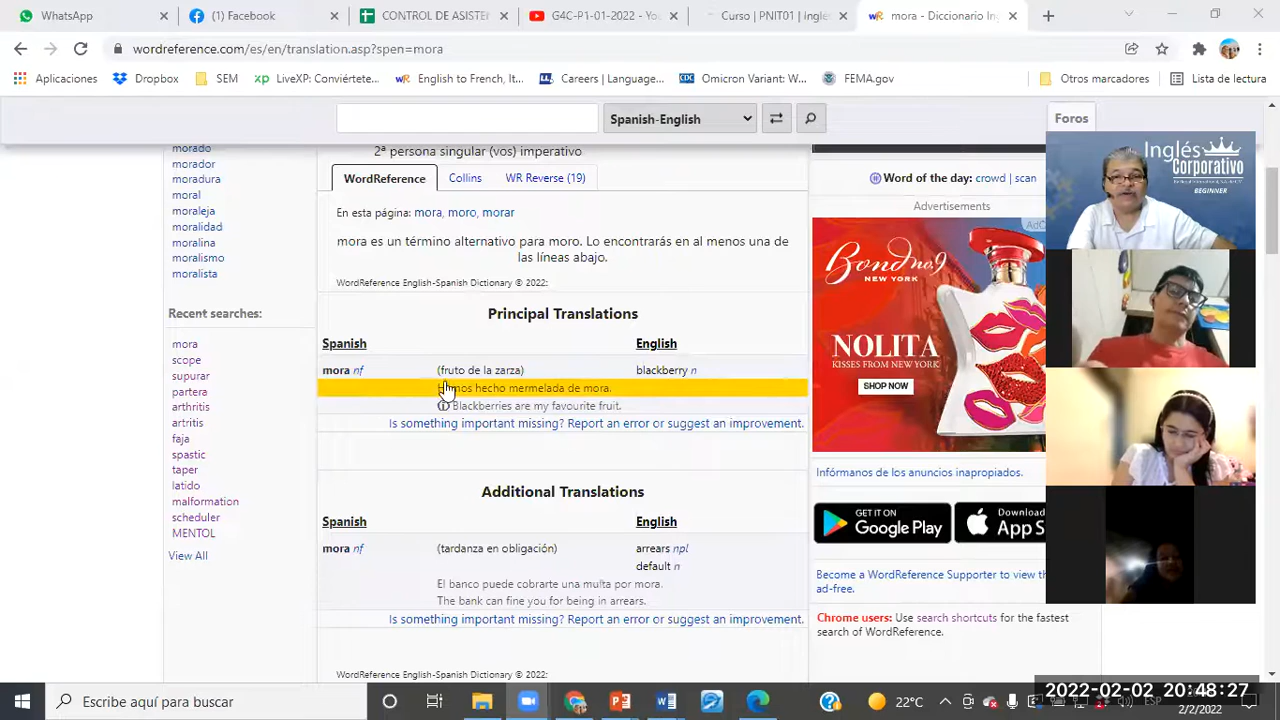 WhatsApp
(3) Facebook
CONTROL DE ASISTE
G4C-P1-01-2022 - You
Curso | PNIT01 | Ingl
mora - Diccionario In
wordreference.com/es/en/translation.asp?spen=mora
Aplicaciones
Dropbox
SEM
LiveXP: Conviértete...
English to French, It...
Careers | Language...
Omicron Variant: W...
FEMA.gov
Otros marcadores
Lista de lectura
Spanish-English
Foros
morado
morador
moradura
moral
moraleja
moralidad
moralina
moralismo
moralista
Recent searches:
mora
scope
supurar
partera
arthritis
artritis
faja
spastic
taper
latido
malformation
scheduler
MENTOL
View All
2ª persona singular (vos) imperativo
WordReference
Collins
WR Reverse (19)
En esta página: mora, moro, morar
mora es un término alternativo para moro. Lo encontrarás en al menos una de
las líneas abajo.
WordReference English-Spanish Dictionary © 2022:
Principal Translations
Spanish English
mora nf (fruto de la zarza) blackberry n
mos hecho mermelada de mora.
Blackberries are my favourite fruit.
Is something important missing? Report an error or suggest an improvement.
Additional Translations
Spanish English
mora nf (tardanza en obligación) arrears npl
default n
El banco puede cobrarte una multa por mora.
The bank can fine you for being in arrears.
Is something important missing? Report an error or suggest an improvement.
WordReference English-Spanish Dictionary © 2022:
Word of the day: crowd | scan
Advertisements
AdC
Bond no.9
NEW YORK
NOLITA
KISSES FROM NEW YORK
SHOP NOW
Infórmanos de los anuncios inapropiados.
GET IT ON
Google Play
Downloa
App S
Become a WordReference Supporter to view th
ad-free.
Chrome users: Use search shortcuts for the fastest
search of WordReference.
Inglés
Corporativo
BEGINNER
Escribe aquí para buscar
22°C
ESP
2022-02-02 20:48:27
2/2/2022